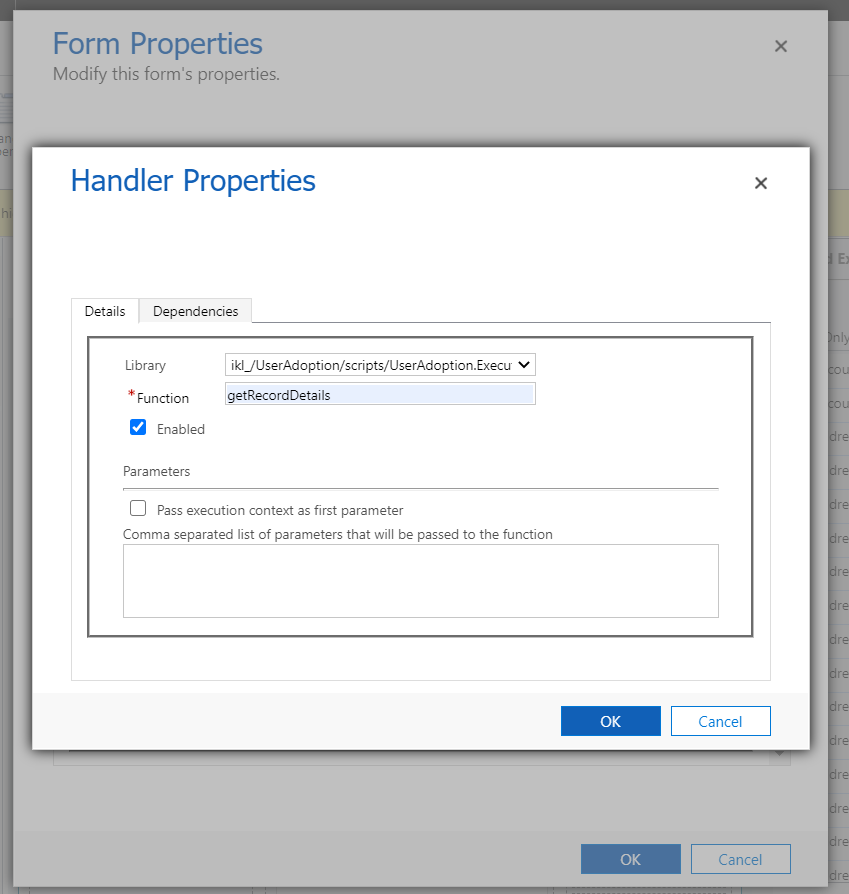 Form Properties
Modify this form's properties.
Handler Properties
Details
Dependencies
Library
ikl_/UserAdoption/scripts/UserAdoption.Execu
*Function
getRecordDetails
Enabled
Parameters
Pass execution context as first parameter
Comma separated list of parameters that will be passed to the function
OK
Cancel
OK
Cancel